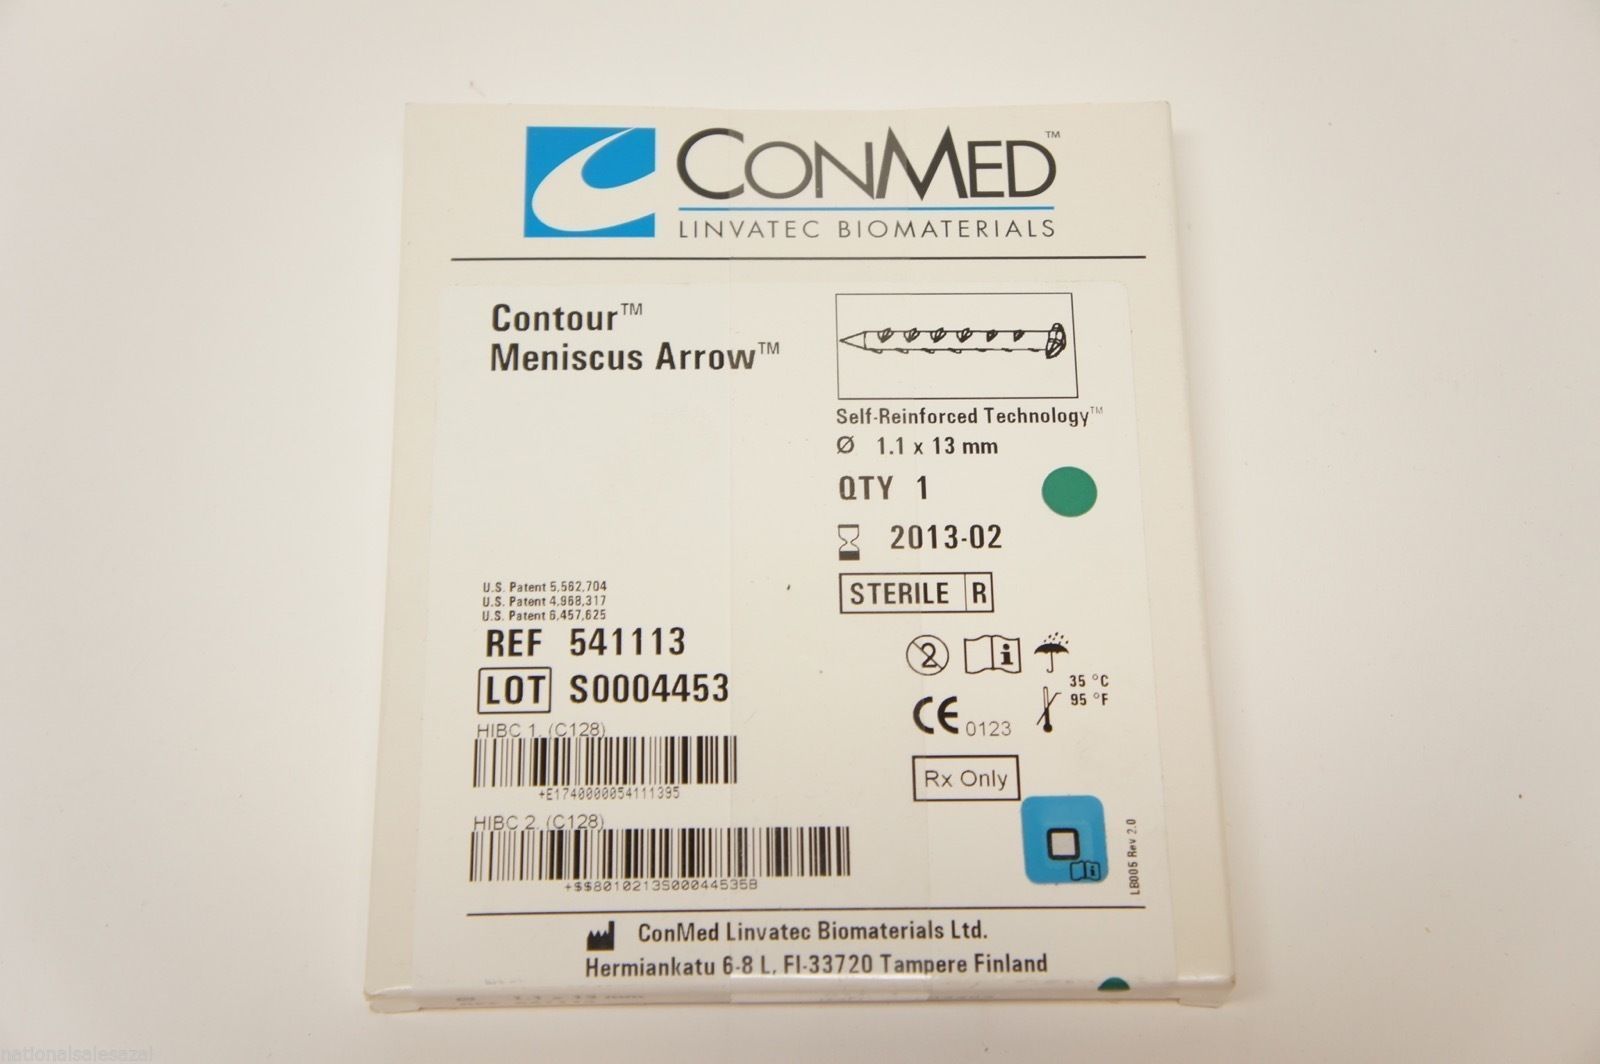 CONMED™
LINVATEC BIOMATERIALS
Contour™
Meniscus Arrow™
Self-Reinforced Technology™
Ø 1.1 x 13 mm
QTY 1
2013-02
STERILE R
U.S. Patent 5,562,704
U.S. Patent 4,968,317
U.S. Patent 6,457,625
REF 541113
LOT S0004453
2
i
35 °C
95 °F
CE 0123
HIBC 1. (C128)
+E1740000054111395
Rx Only
HIBC 2. (C128)
+$$8010213S000445358
i
LB005 Rev 2.0
ConMed Linvatec Biomaterials Ltd.
Hermiankatu 6-8 L, FI-33720 Tampere Finland
nationalsalesazal